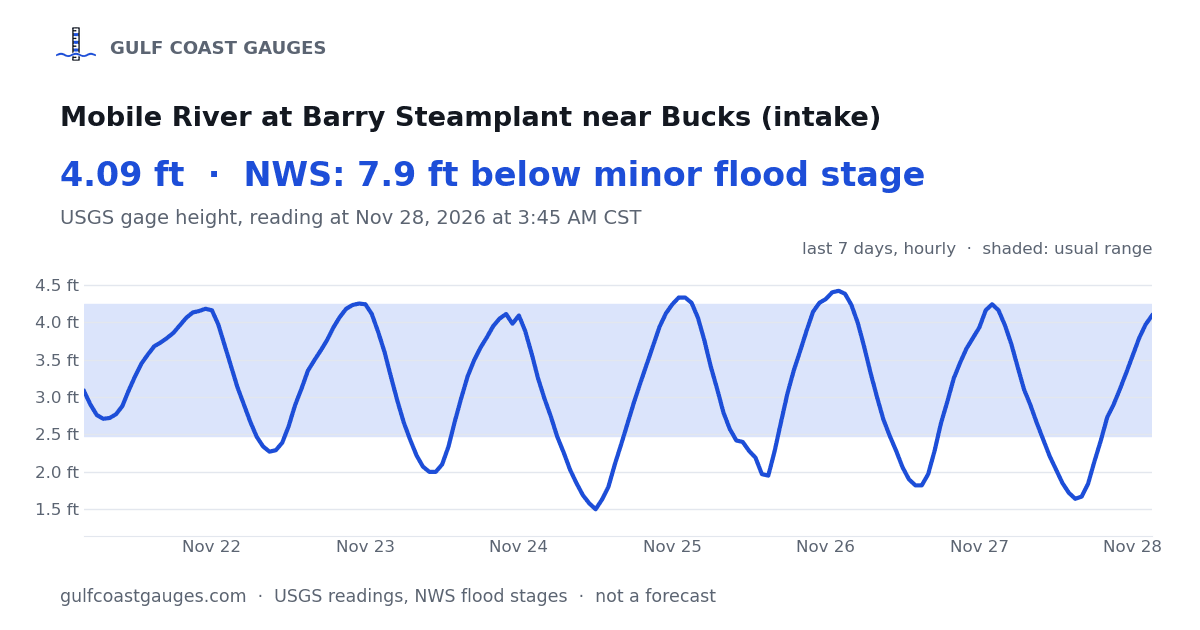 GULF COAST GAUGES
Mobile River at Barry Steamplant near Bucks (intake)
4.09 ft · NWS: 7.9 ft below minor flood stage
USGS gage height, reading at Nov 28, 2026 at 3:45 AM CST
last 7 days, hourly · shaded: usual range
4.5 ft
4.0 ft
3.5 ft
3.0 ft
2.5 ft
2.0 ft
1.5 ft
Nov 22 Nov 23 Nov 24 Nov 25 Nov 26 Nov 27 Nov 28
gulfcoastgauges.com · USGS readings, NWS flood stages · not a forecast